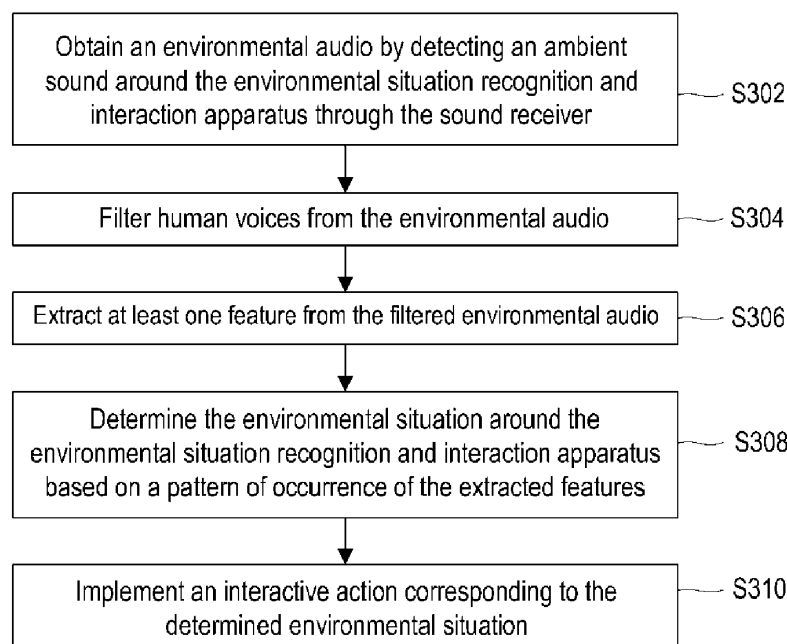 Obtain an environmental audio by detecting an ambient
sound around the environmental situation recognition and
interaction apparatus through the sound receiver
S302
Filter human voices from the environmental audio
S304
Extract at least one feature from the filtered environmental audio
S306
Determine the environmental situation around the
environmental situation recognition and interaction apparatus
based on a pattern of occurrence of the extracted features
S308
Implement an interactive action corresponding to the
determined environmental situation
S310